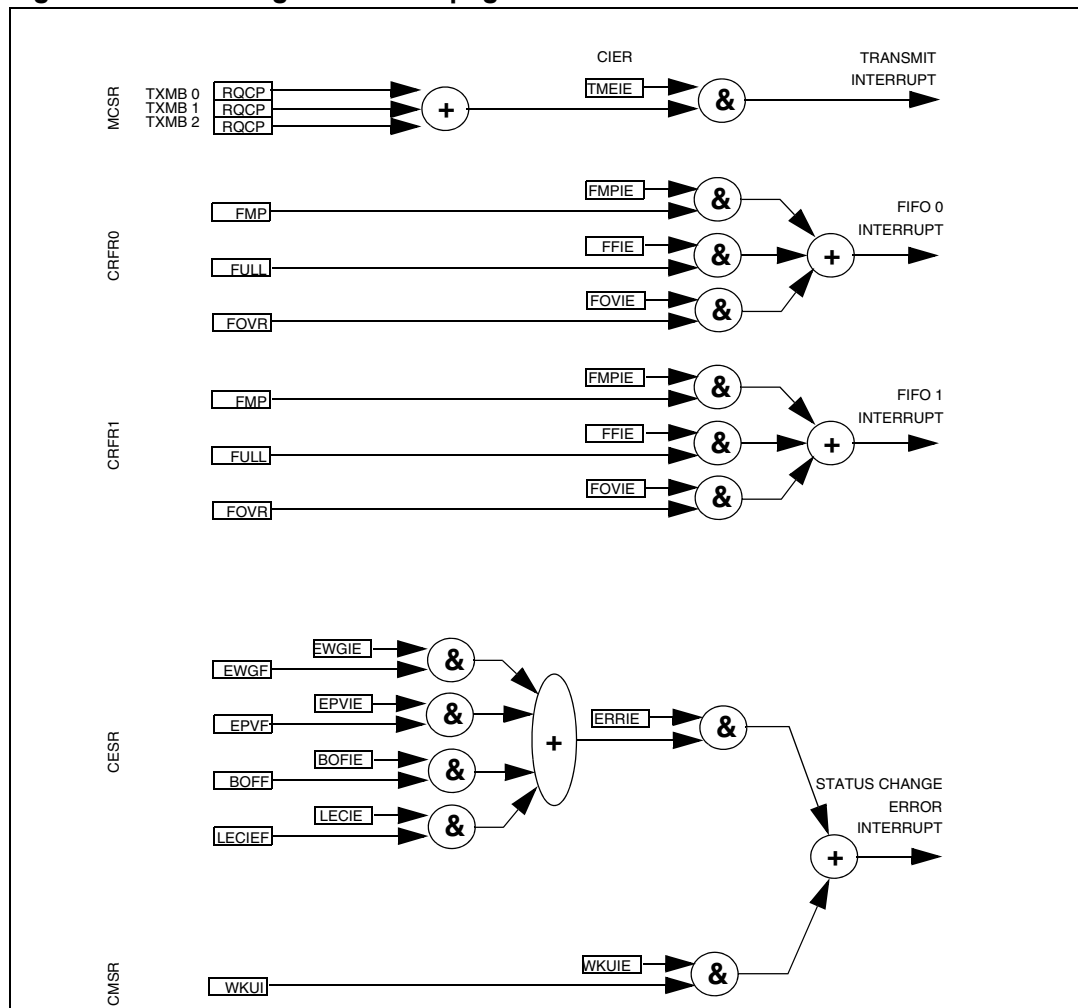 CIER
TRANSMIT
INTERRUPT
MCSR
TXMB 0 RQCP
TXMB 1 RQCP
TXMB 2 RQCP
+
TMEIE
&
CRFR0
FMPIE
FMP
&
FFIE
FULL
&
FOVIE
FOVR
&
+
FIFO 0
INTERRUPT
CRFR1
FMPIE
FMP
&
FFIE
FULL
&
FOVIE
FOVR
&
+
FIFO 1
INTERRUPT
CESR
EWGIE
EWGF
&
EPVIE
EPVF
&
BOFIE
BOFF
&
LECIE
LECIEF
&
+
ERRIE
&
STATUS CHANGE
ERROR
INTERRUPT
+
CMSR
WKUIE
WKUI
&